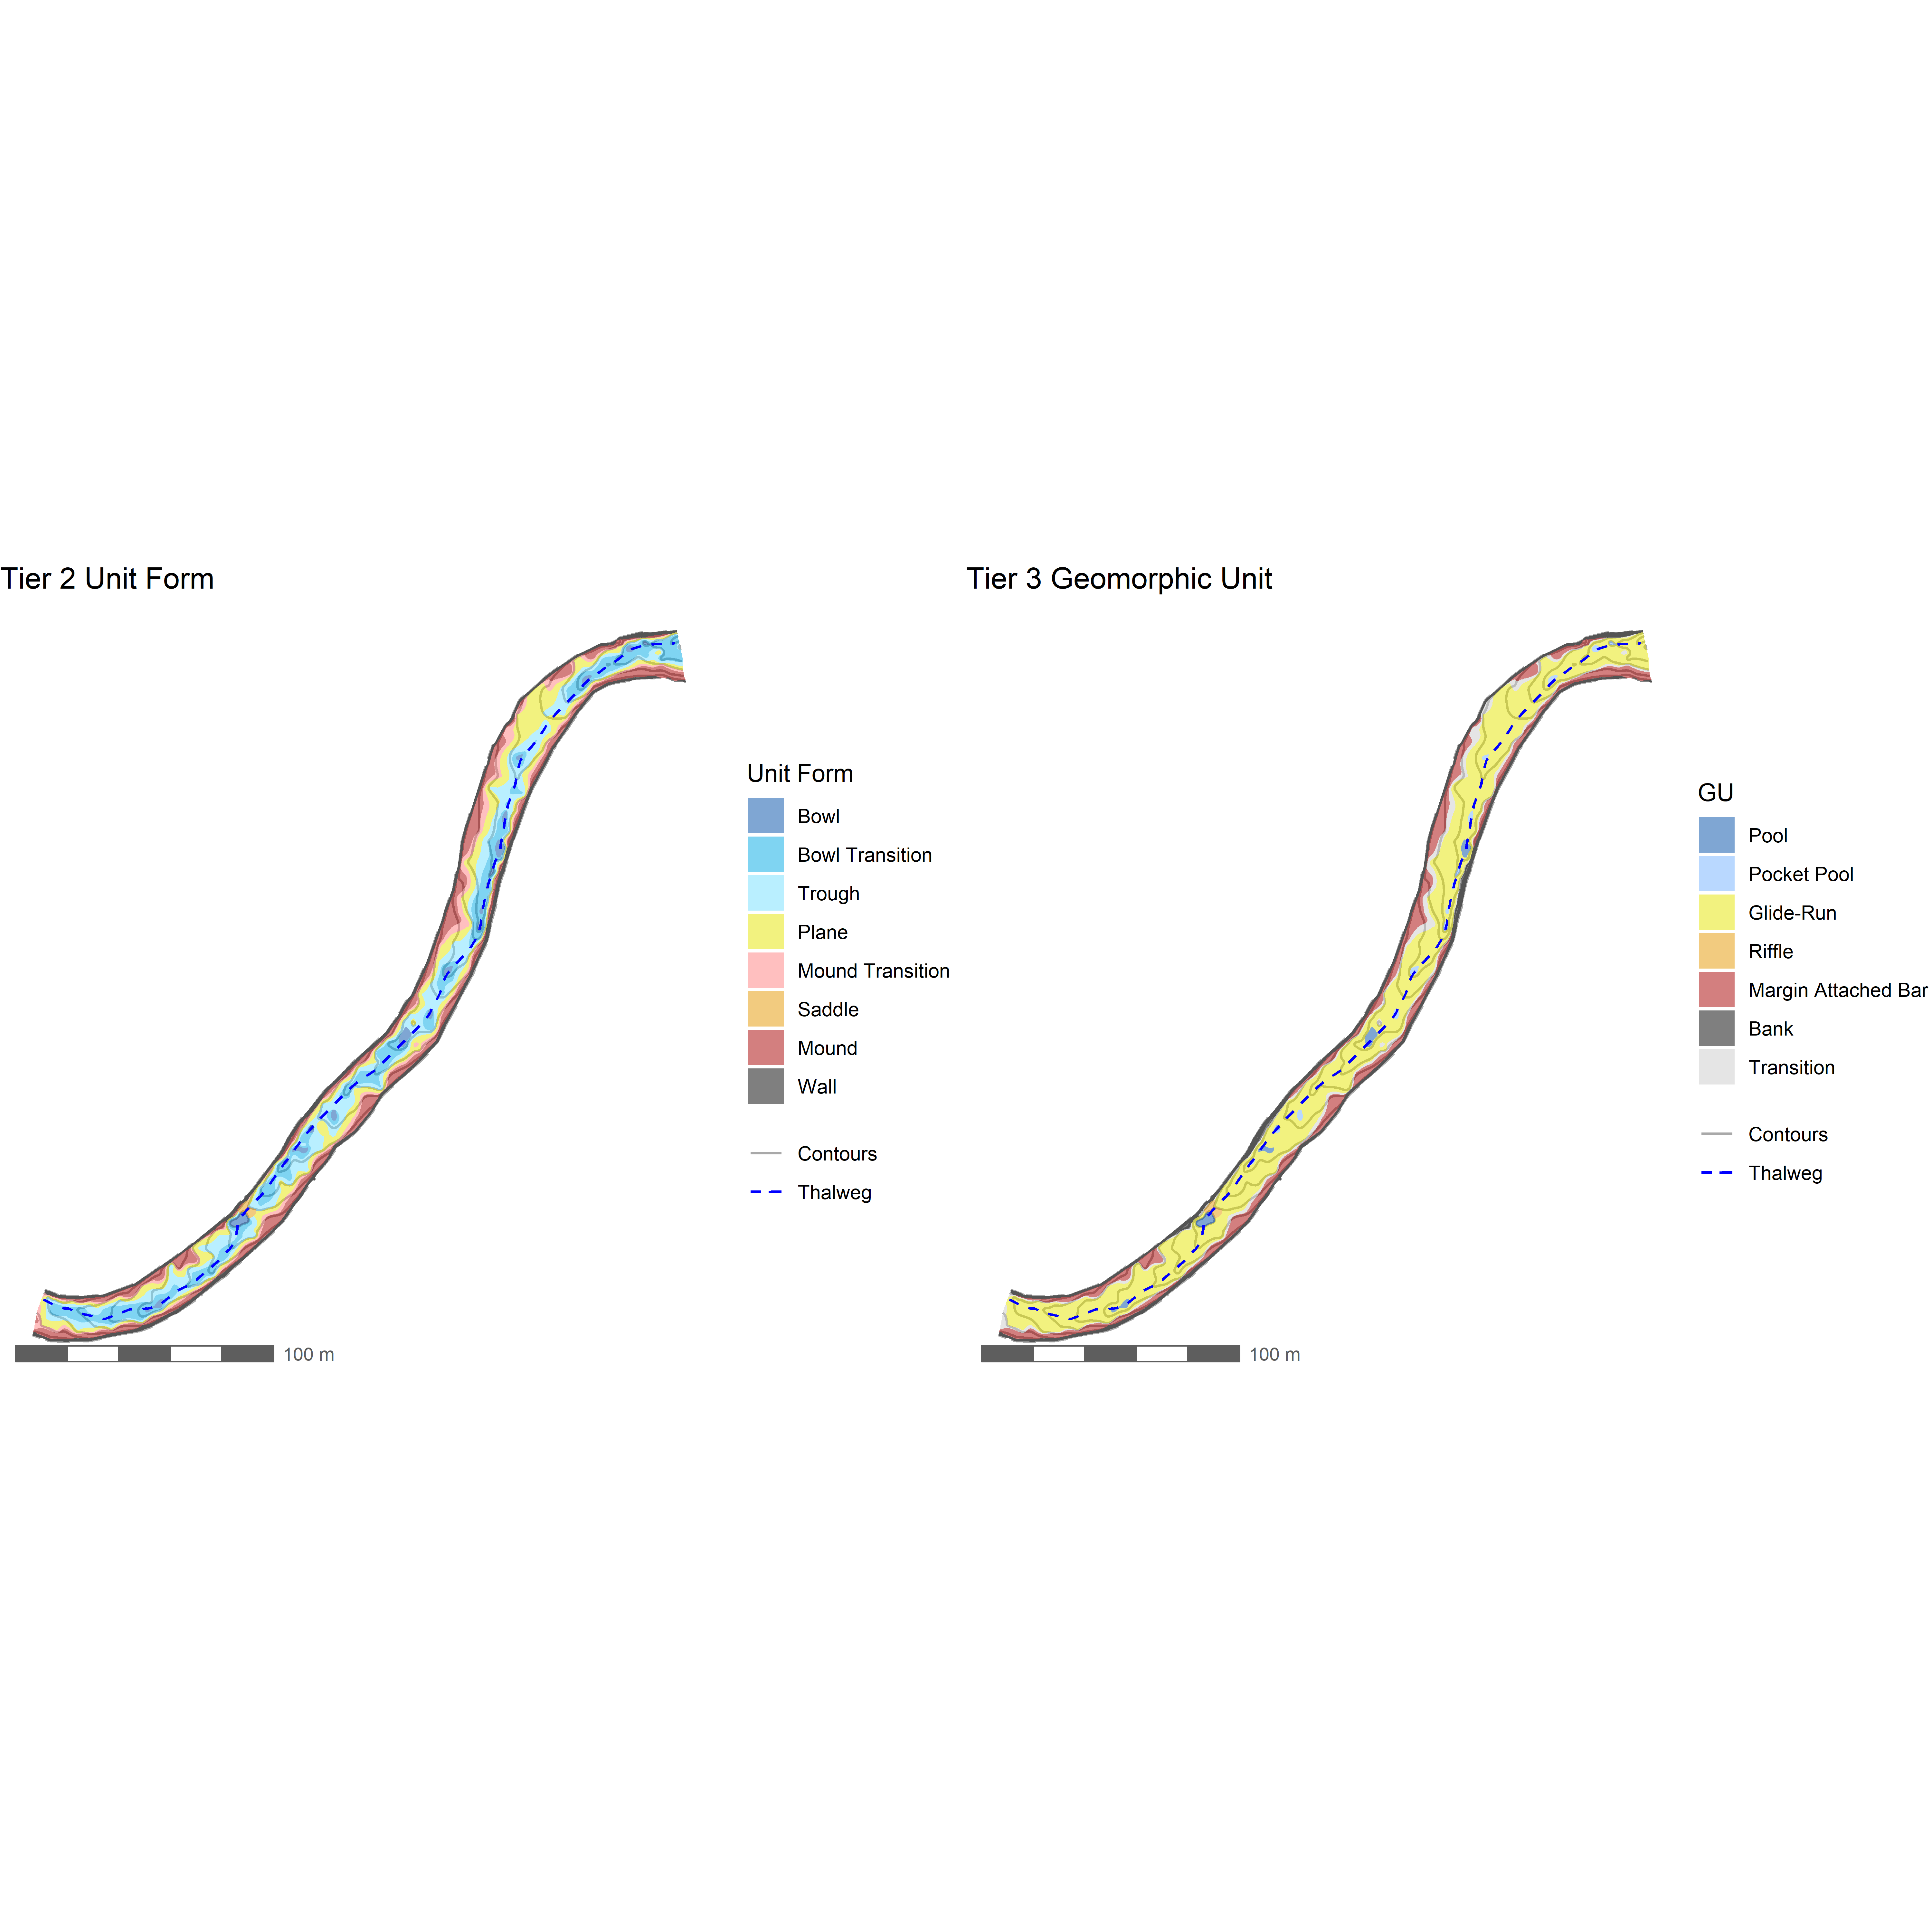 Tier 2 Unit Form
Unit Form
Bowl
Bowl Transition
Trough
Plane
Mound Transition
Saddle
Mound
Wall
Contours
Thalweg
100 m
Tier 3 Geomorphic Unit
GU
Pool
Pocket Pool
Glide-Run
Riffle
Margin Attached Bar
Bank
Transition
Contours
Thalweg
100 m